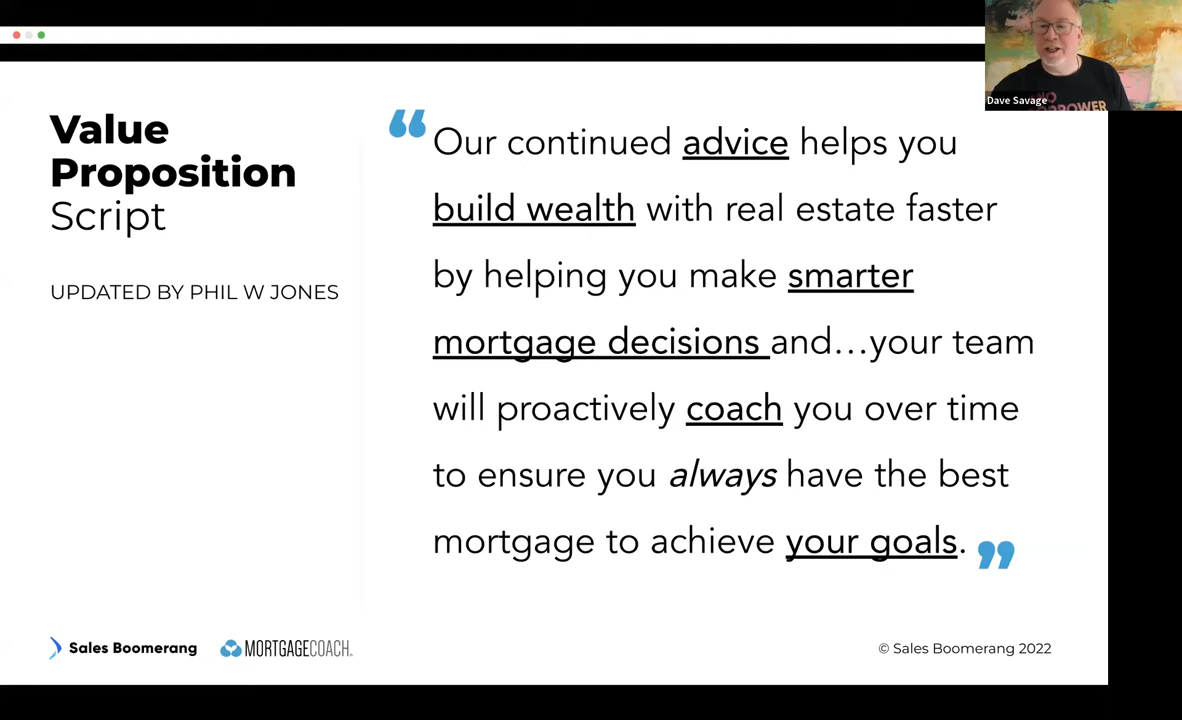 Value
Proposition
Script
UPDATED BY PHIL W JONES
“Our continued advice helps you
build wealth with real estate faster
by helping you make smarter
mortgage decisions and...your team
will proactively coach you over time
to ensure you always have the best
mortgage to achieve your goals.”
Sales Boomerang
MORTGAGECOACH
© Sales Boomerang 2022
Dave Savage